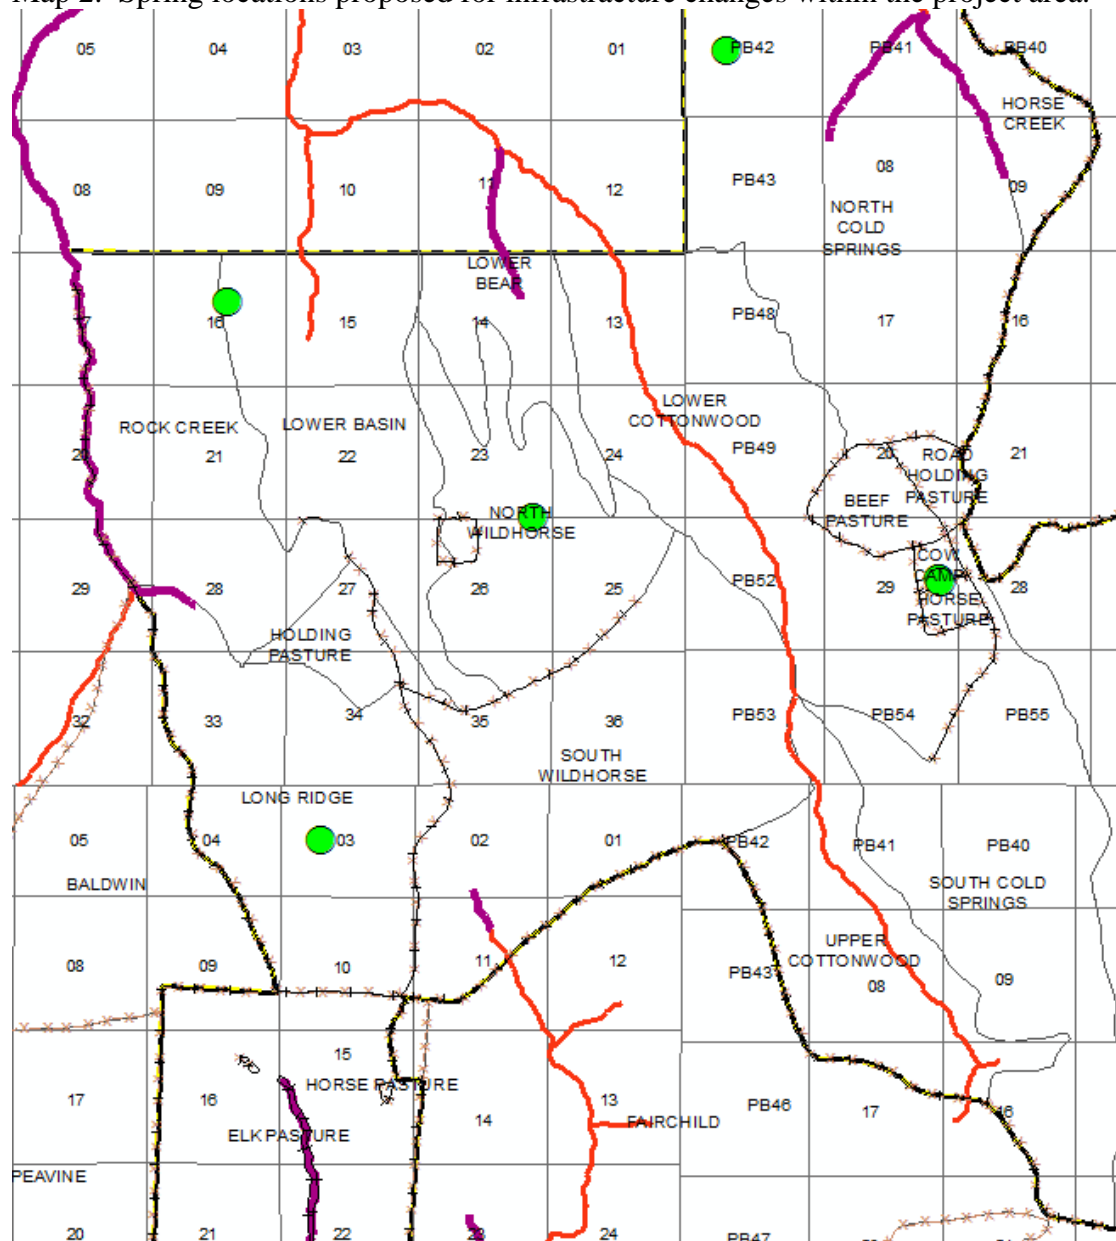 Map 2: Spring locations proposed for infrastructure changes within the project area.
05 04 03 02 01 PB42 PB41 PB40
HORSE
CREEK
08 09 10 11 12 PB43 08 09
NORTH
COLD
SPRINGS
LOWER
BEAR
17 16 15 14 13 PB48 17 16
LOWER
COTTONWOOD
ROCK CREEK
LOWER BASIN
20 21 22 23 24 PB49 20 21
ROAD
HOLDING
PASTURE
BEEF
PASTURE
NORTH
WILDHORSE
COW
CAMP
HORSE
PASTURE
29 28 27 26 25 PB52 29 28
HOLDING
PASTURE
32 33 34 35 36 PB53 PB54 PB55
SOUTH
WILDHORSE
LONG RIDGE
05 04 03 02 01 PB42 PB41 PB40
BALDWIN
SOUTH COLD
SPRINGS
UPPER
COTTONWOOD
08 09 10 11 12 PB43 08 09
15
HORSE PASTURE
17 16 14 13 PB46 17 16
FAIRCHILD
ELK PASTURE
PEAVINE
20 21 22 23 24 PB47